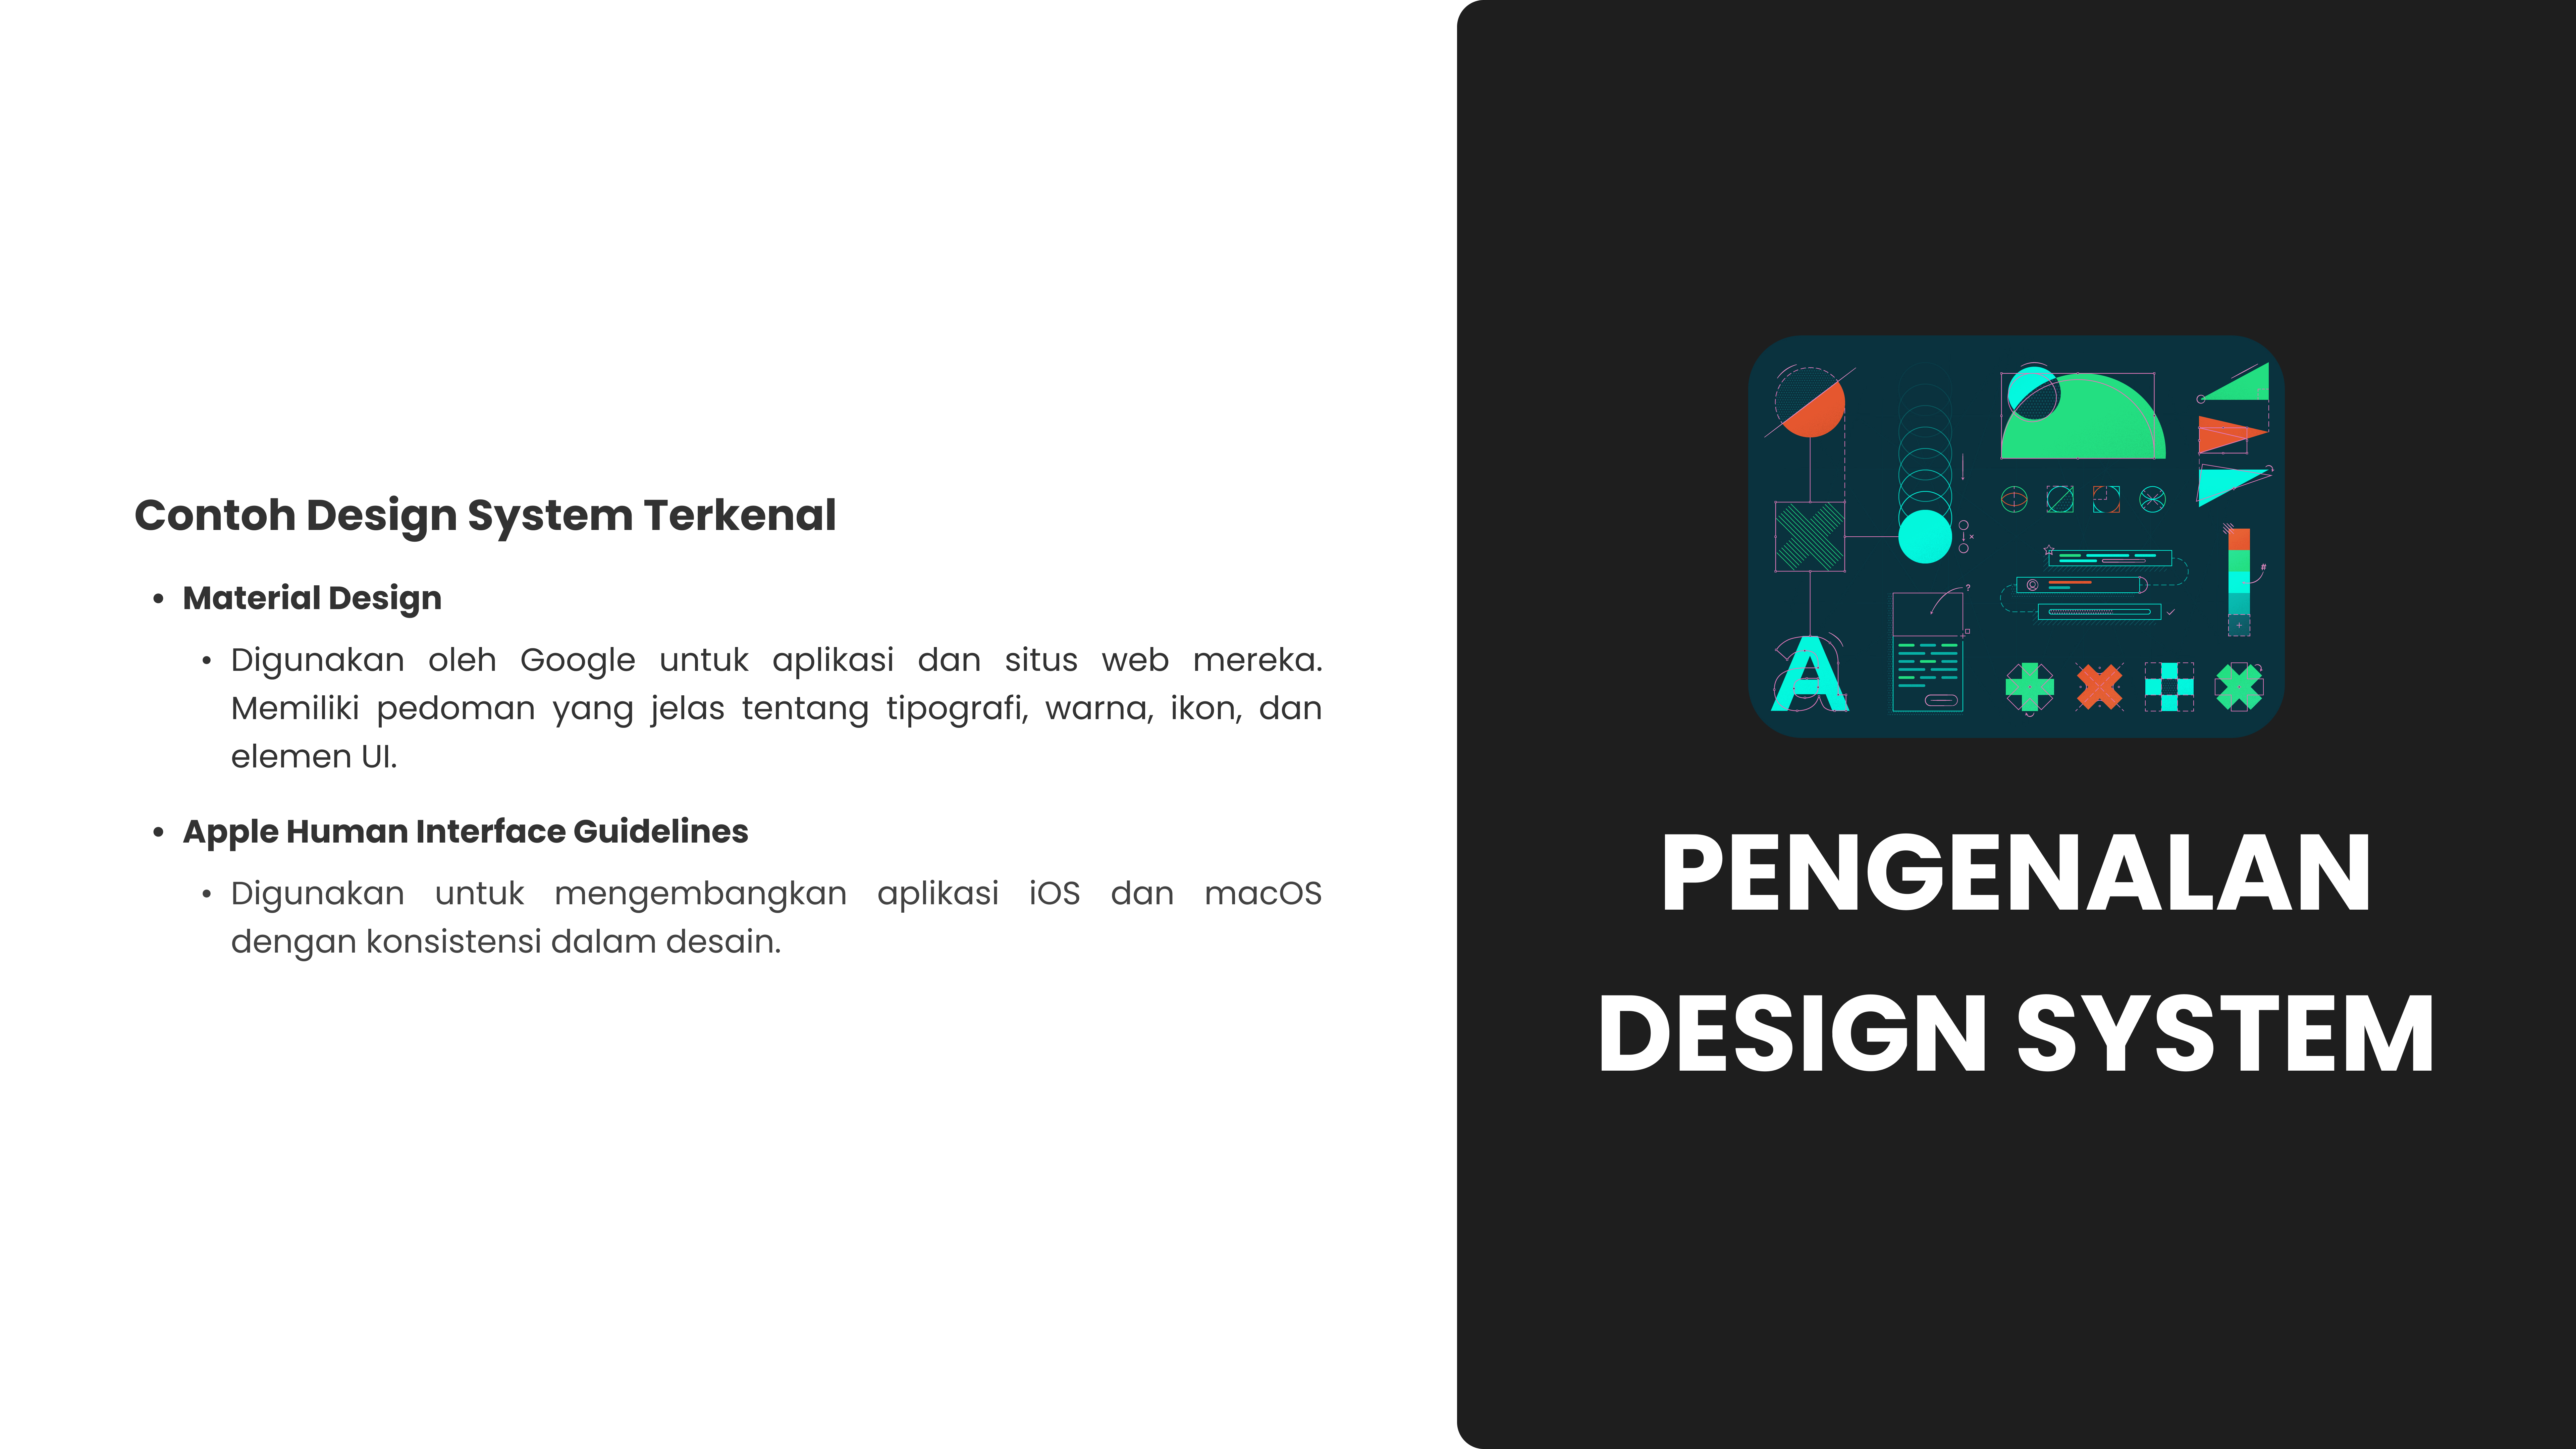 Contoh Design System Terkenal
• Material Design
• Digunakan oleh Google untuk aplikasi dan situs web mereka.
Memiliki pedoman yang jelas tentang tipografi, warna, ikon, dan
elemen UI.
• Apple Human Interface Guidelines
• Digunakan untuk mengembangkan aplikasi iOS dan macOS
dengan konsistensi dalam desain.
A
?
#
PENGENALAN
DESIGN SYSTEM